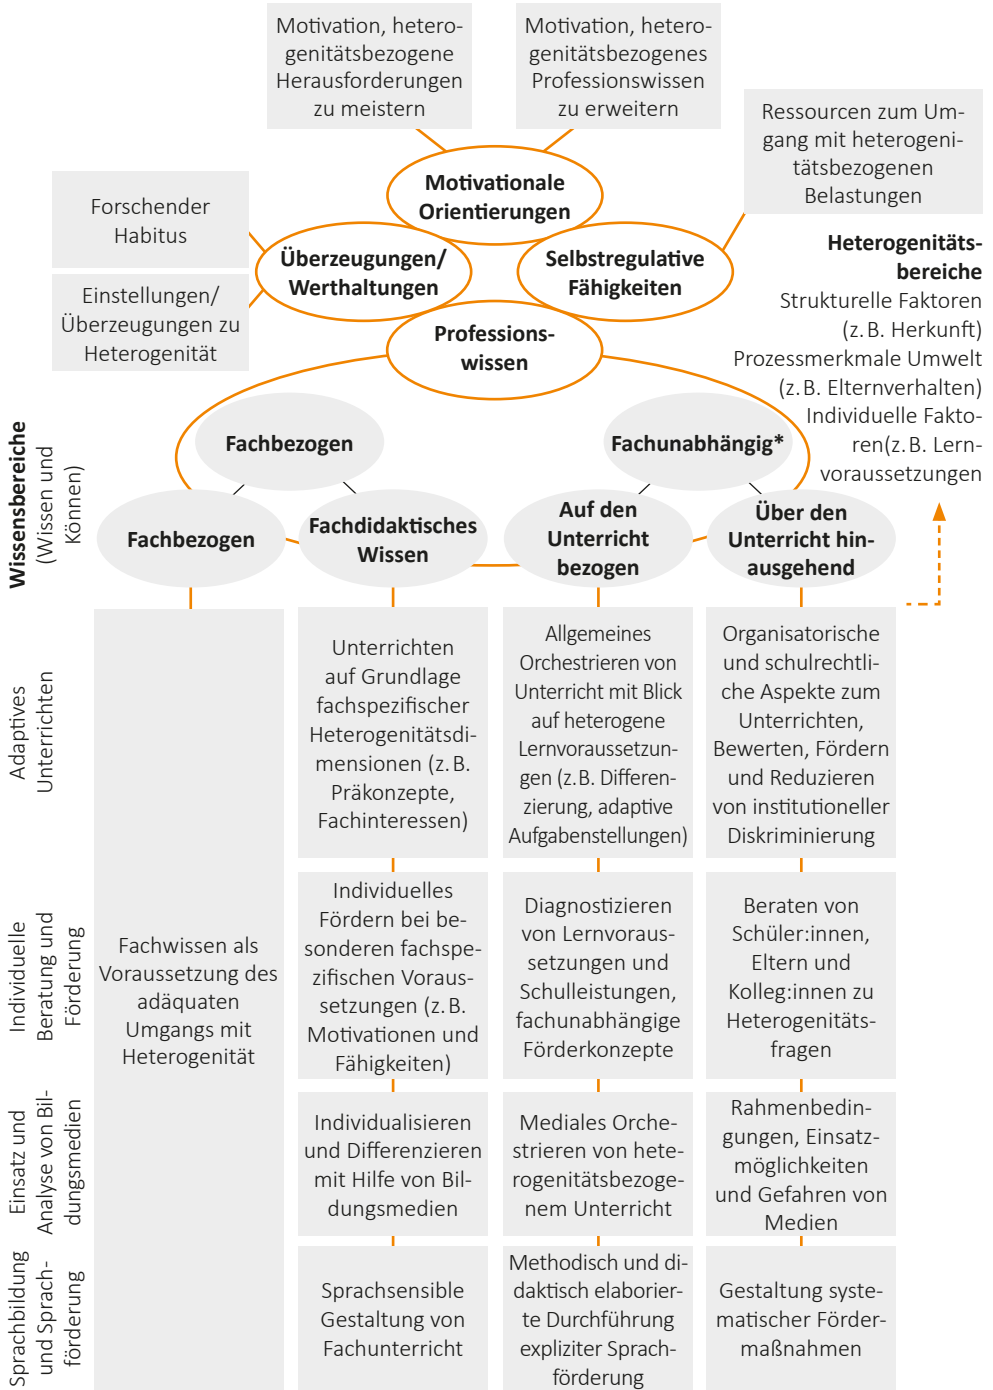 Motivation, hetero-
genitätsbezogene
Herausforderungen
zu meistern
Motivation, heterog-
genitätsbezogenes
Professionswissen
zu erweitern
Ressourcen zum Um-
gang mit heterogeni-
tätsbezogenen
Belastungen
Motivationale
Orientierungen
Forschender
Habitus
Überzeugungen/
Werthaltungen
Selbstregulative
Fähigkeiten
Einstellungen/
Überzeugungen zu
Heterogenität
Professions-
wissen
Heterogenitäts-
bereiche
Strukturelle Faktoren
(z. B. Herkunft)
Prozessmerkmale Umwelt
(z. B. Elternverhalten)
Individuelle Fakto-
ren(z. B. Lern-
voraussetzungen
Wissensbereiche
(Wissen und
Können)
Fachbezogen
Fachunabhängig*
Fachbezogen
Fachdidaktisches
Wissen
Auf den
Unterricht
bezogen
Über den
Unterricht hin-
ausgehend
Adaptives
Unterrichten
Fachwissen als
Voraussetzung des
adäquaten
Umgangs mit
Heterogenität
Unterrichten
auf Grundlage
fachspezifischer
Heterogenitätsdi-
mensionen (z. B.
Präkonzepte,
Fachinteressen)
Allgemeines
Orchestrieren von
Unterricht mit Blick
auf heterogene
Lernvoraussetzun-
gen (z. B. Differen-
zierung, adaptive
Aufgabenstellungen)
Organisatorische
und schulrechtli-
che Aspekte zum
Unterrichten,
Bewerten, Fördern
und Reduzieren
von institutioneller
Diskriminierung
Individuelle
Beratung und
Förderung
Individuelles
Fördern bei be-
sonderen fachspe-
zifischen Voraus-
setzungen (z. B.
Motivationen und
Fähigkeiten)
Diagnostizieren
von Lernvoraus-
setzungen und
Schulleistungen,
fachunabhängige
Förderkonzepte
Beraten von
Schüler:innen,
Eltern und
Kolleg:innen zu
Heterogenitäts-
fragen
Einsatz und
Analyse von Bil-
dungsmedien
Individualisieren
und Differenzieren
mit Hilfe von Bil-
dungsmedien
Mediales Orche-
strieren von hete-
rogenitätsbezoge-
nem Unterricht
Rahmenbedin-
gungen, Einsatz-
möglichkeiten
und Gefahren von
Medien
Sprachbildung
und Sprach-
förderung
Sprachsensible
Gestaltung von
Fachunterricht
Methodisch und di-
daktisch elaborier-
te Durchführung
expliziter Sprach-
förderung
Gestaltung syste-
matischer Förder-
maßnahmen